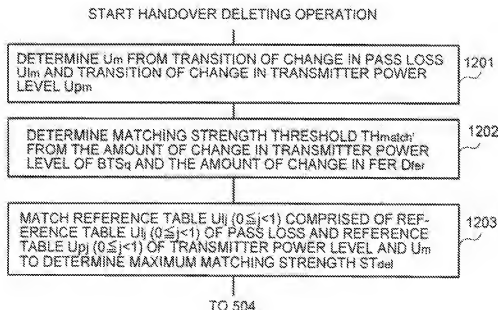 START HANDOVER DELETING OPERATION
DETERMINE Um FROM TRANSITION OF CHANGE IN PASS LOSS
Ulm AND TRANSITION OF CHANGE IN TRANSMITTER POWER
LEVEL Upm
1201
DETERMINE MATCHING STRENGTH THRESHOLD THmatch'
FROM THE AMOUNT OF CHANGE IN TRANSMITTER POWER
LEVEL OF BTSq AND THE AMOUNT OF CHANGE IN FER Dfer
1202
MATCH REFERENCE TABLE Ulj (0≦j<1) COMPRISED OF REF-
ERENCE TABLE Ulj (0≦j<1) OF PASS LOSS AND REFERENCE
TABLE Upj (0≦j<1) OF TRANSMITTER POWER LEVEL AND Um
TO DETERMINE MAXIMUM MATCHING STRENGTH STdel
1203
TO 504